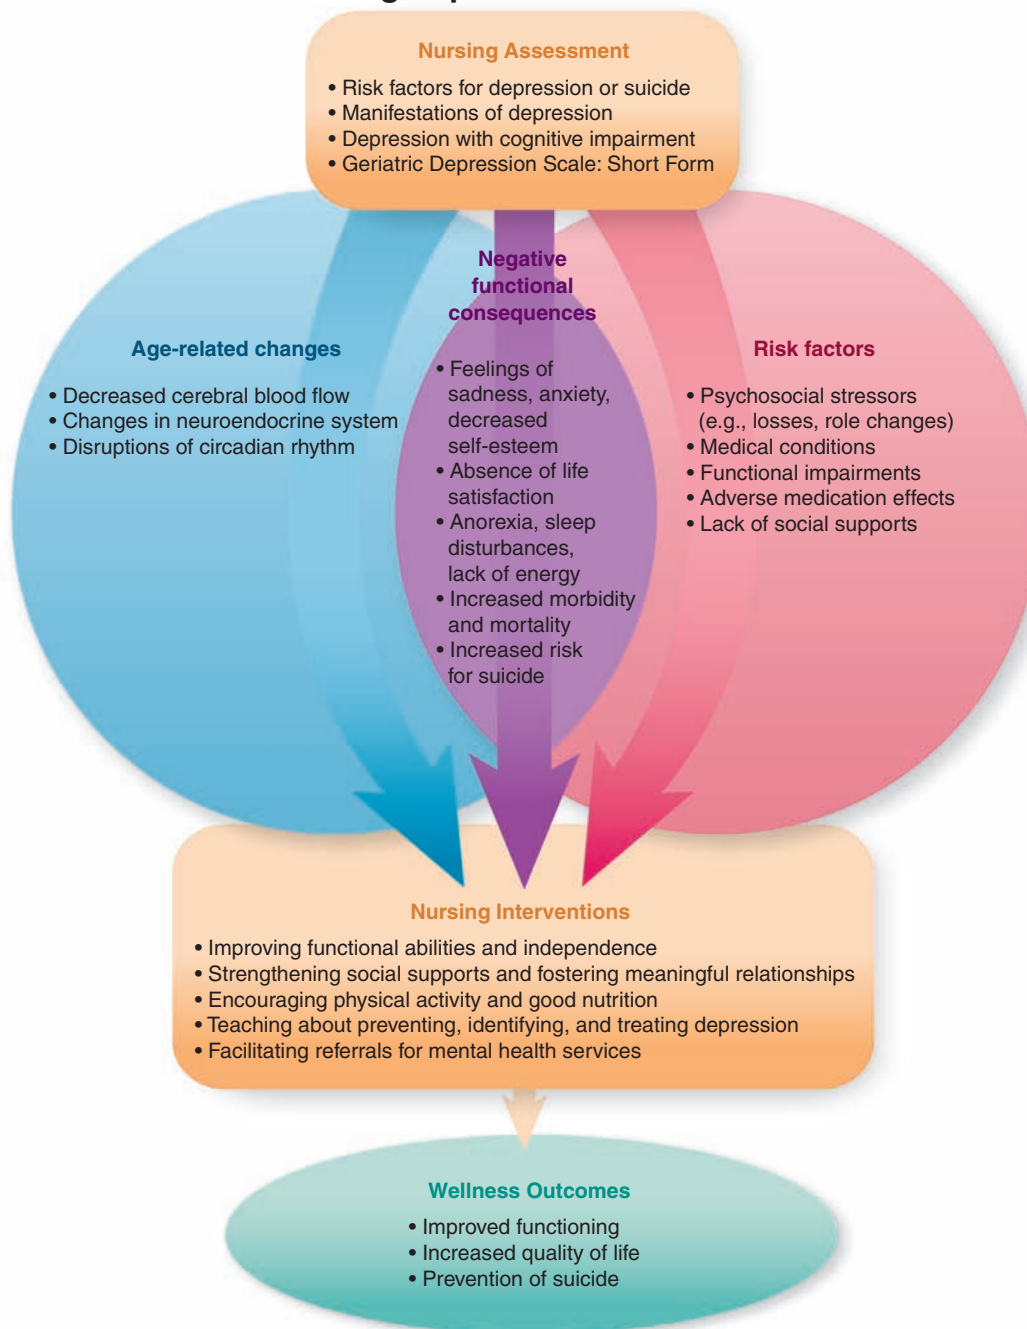 Nursing Assessment
• Risk factors for depression or suicide
• Manifestations of depression
• Depression with cognitive impairment
• Geriatric Depression Scale: Short Form
Negative
functional
consequences
• Feelings of
sadness, anxiety,
decreased
self-esteem
• Absence of life
satisfaction
• Anorexia, sleep
disturbances,
lack of energy
• Increased morbidity
and mortality
• Increased risk
for suicide
Age-related changes
• Decreased cerebral blood flow
• Changes in neuroendocrine system
• Disruptions of circadian rhythm
Risk factors
• Psychosocial stressors
(e.g., losses, role changes)
• Medical conditions
• Functional impairments
• Adverse medication effects
• Lack of social supports
Nursing Interventions
• Improving functional abilities and independence
• Strengthening social supports and fostering meaningful relationships
• Encouraging physical activity and good nutrition
• Teaching about preventing, identifying, and treating depression
• Facilitating referrals for mental health services
Wellness Outcomes
• Improved functioning
• Increased quality of life
• Prevention of suicide